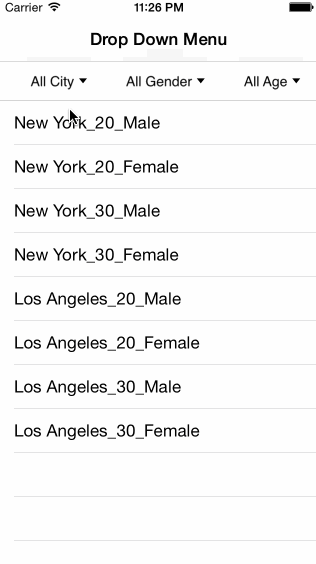 Carrier 11:26 PM
Drop Down Menu
All City All Gender All Age
New York_20_Male
New York_20_Female
New York_30_Male
New York_30_Female
Los Angeles_20_Male
Los Angeles_20_Female
Los Angeles_30_Male
Los Angeles_30_Female